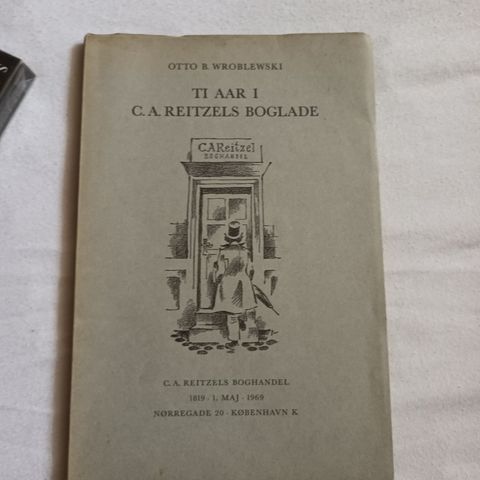 OTTO B. WROBLEWSKI
TI AAR I
C. A. REITZELS BOGLADE
C.A.Reitzel
BOGHANDEL
C. A. REITZELS BOGHANDEL
1819 · 1. MAJ · 1969
NØRREGADE 20 · KØBENHAVN K